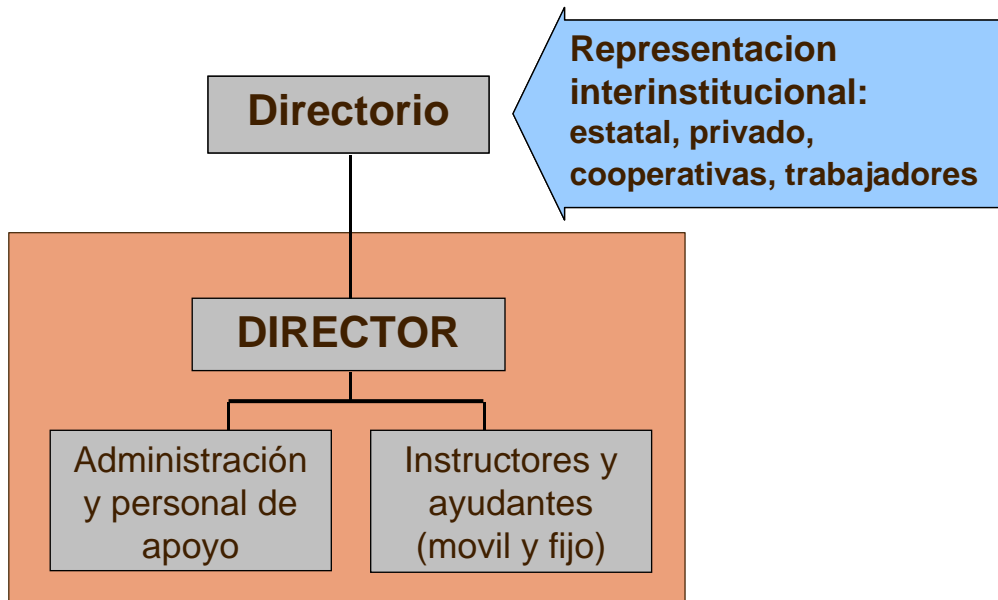 Directorio
Representacion
interinstitucional:
estatal, privado,
cooperativas, trabajadores
DIRECTOR
Administración
y personal de
apoyo
Instructores y
ayudantes
(movil y fijo)